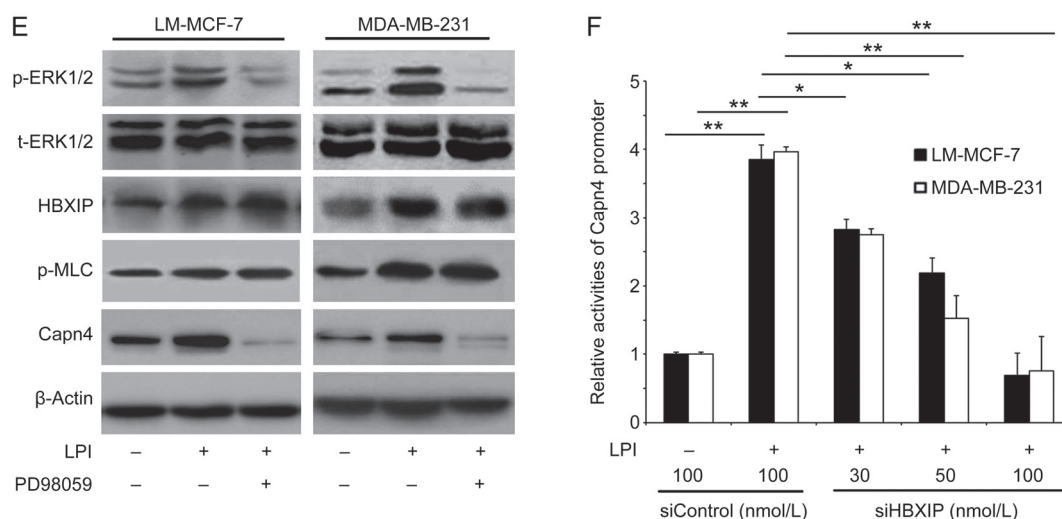 E
LM-MCF-7 MDA-MB-231
p-ERK1/2
t-ERK1/2
HBXIP
p-MLC
Capn4
β-Actin
LPI – + + – + +
PD98059 – – + – – +
F
**
**
*
*
**
**
Relative activities of Capn4 promoter
5
4
3
2
1
0
LM-MCF-7
MDA-MB-231
LPI – + + + +
100 100 30 50 100
siControl (nmol/L) siHBXIP (nmol/L)